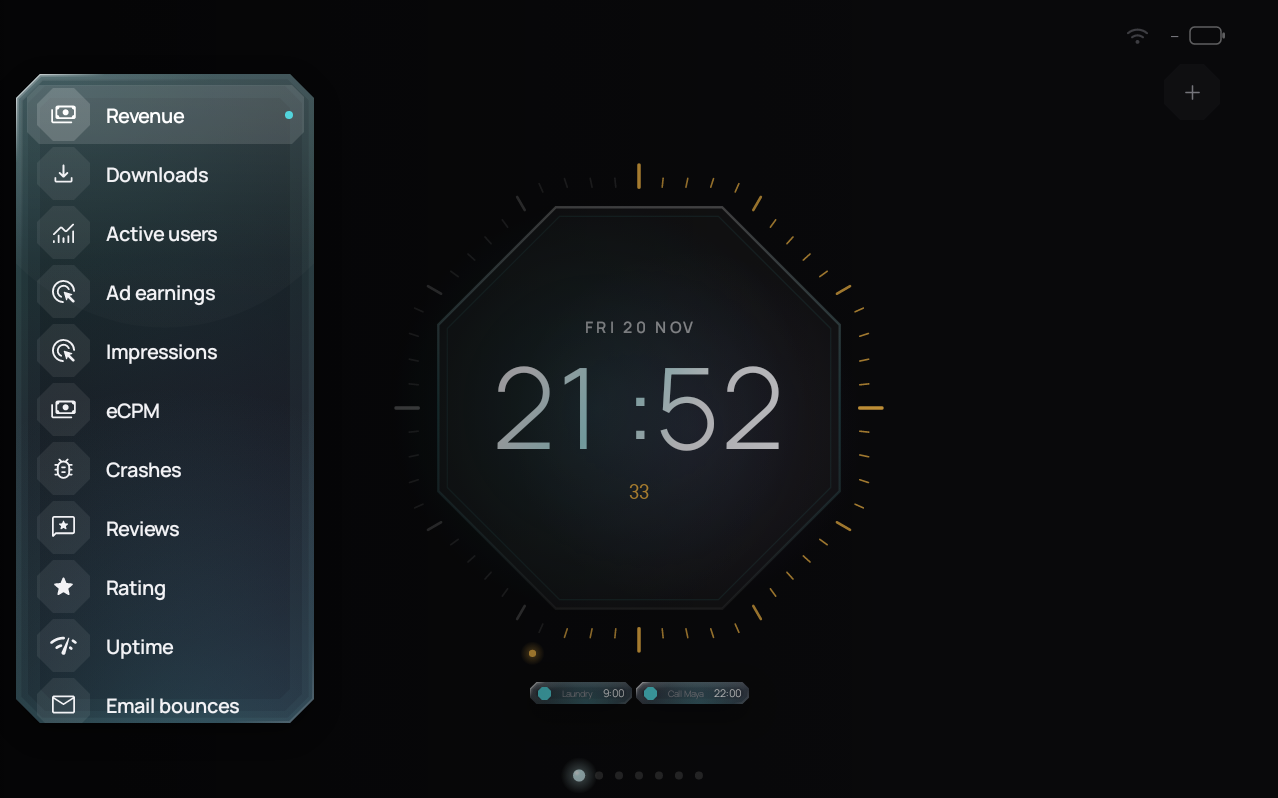 Revenue
Downloads
Active users
Ad earnings
Impressions
eCPM
Crashes
Reviews
Rating
Uptime
Email bounces
FRI 20 NOV
21 :52
33
Laundry 9:00
Call Maya 22:00